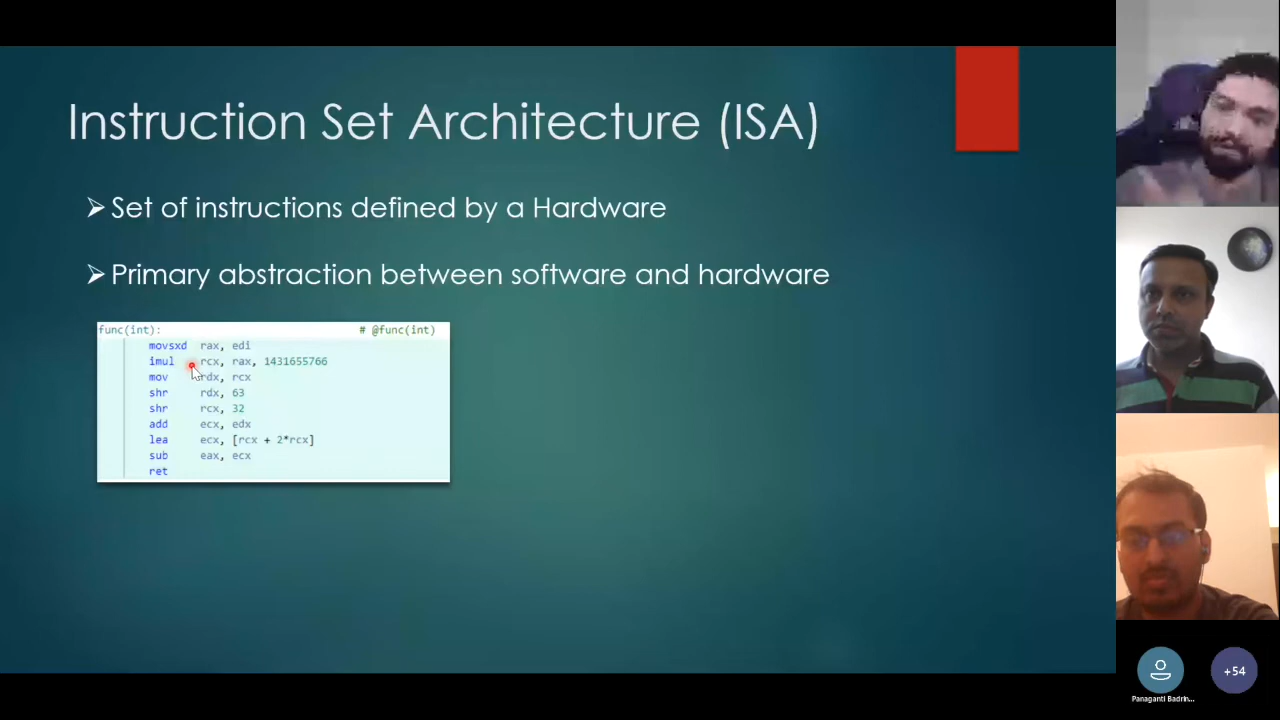 Instruction Set Architecture (ISA)
➢ Set of instructions defined by a Hardware
➢ Primary abstraction between software and hardware
func(int): # @func(int)
movsxd rax, edi
imul rcx, rax, 1431655766
mov rdx, rcx
shr rdx, 63
shr rcx, 32
add ecx, edx
lea ecx, [rcx + 2*rcx]
sub eax, ecx
ret
Panaganti Badrin...
+54